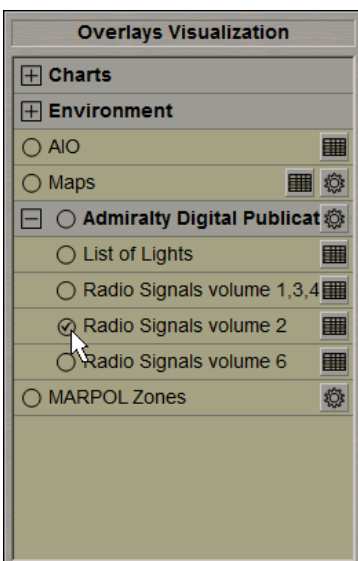 Overlays Visualization
Charts
Environment
AIO
Maps
Admiralty Digital Publicat
List of Lights
Radio Signals volume 1,3,4
Radio Signals volume 2
Radio Signals volume 6
MARPOL Zones